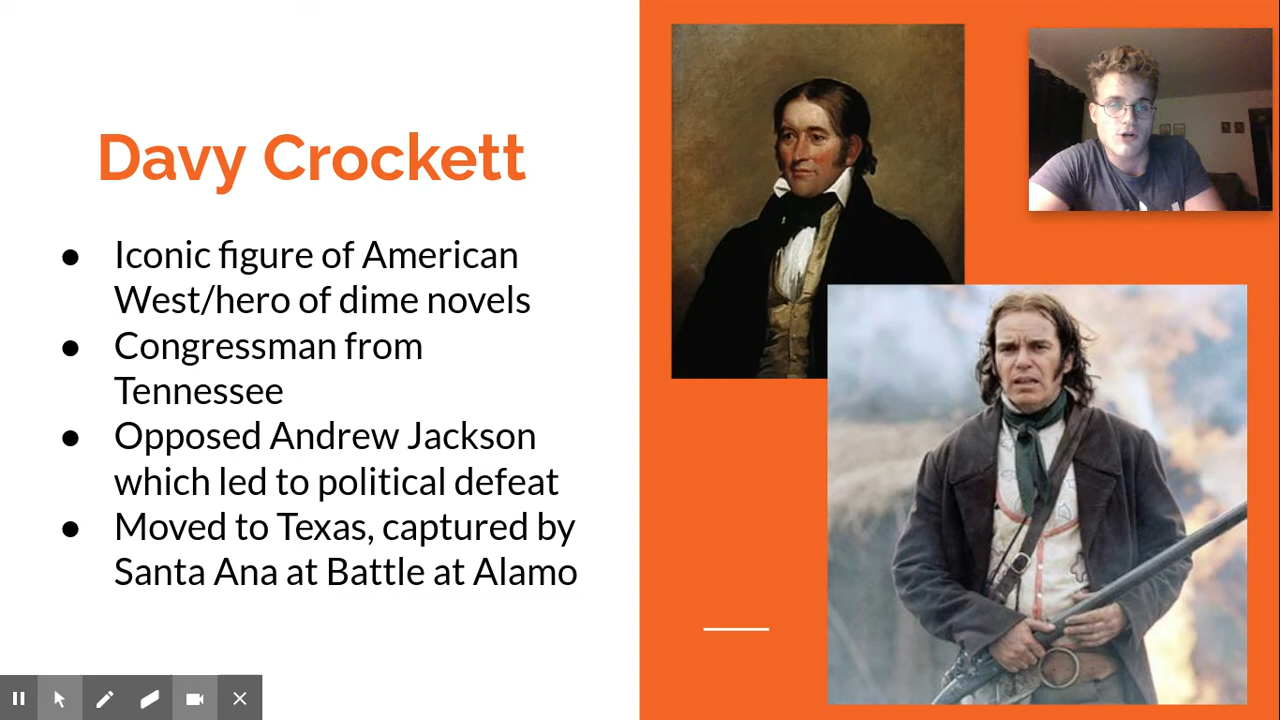 Davy Crockett
● Iconic figure of American
West/hero of dime novels
● Congressman from
Tennessee
● Opposed Andrew Jackson
which led to political defeat
● Moved to Texas, captured by
Santa Ana at Battle at Alamo